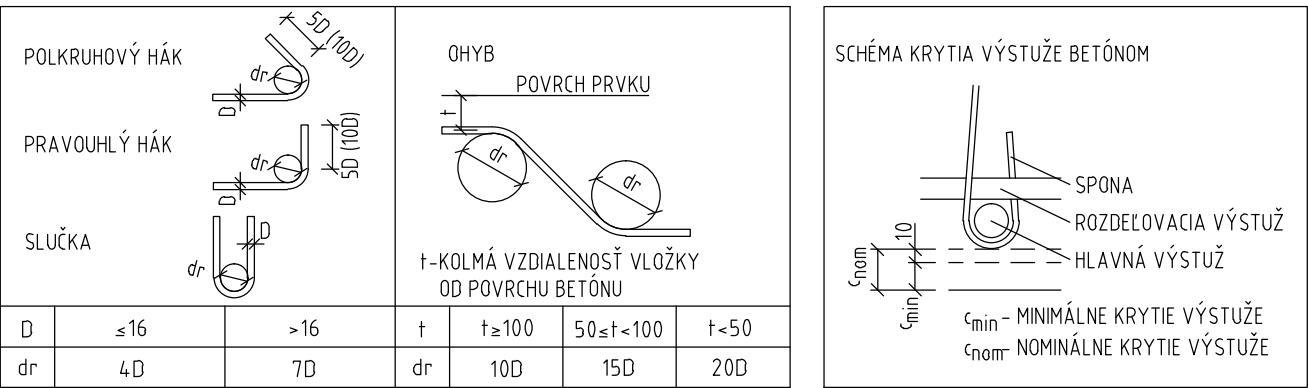 POLKRUHOVÝ HÁK
5D (10D)
dr
D
PRAVOUHLÝ HÁK
5D (10D)
dr
D
SLUČKA
D
dr
OHYB
POVRCH PRVKU
t
dr
dr
t-KOLMÁ VZDIALENOSŤ VLOŽKY
OD POVRCHU BETÓNU
D ≤16 >16 t t≥100 50≤t<100 t<50
dr 4D 7D dr 10D 15D 20D
SCHÉMA KRYTIA VÝSTUŽE BETÓNOM
SPONA
ROZDEĽOVACIA VÝSTUŽ
HLAVNÁ VÝSTUŽ
10
cnom
cmin
cmin - MINIMÁLNE KRYTIE VÝSTUŽE
cnom- NOMINÁLNE KRYTIE VÝSTUŽE